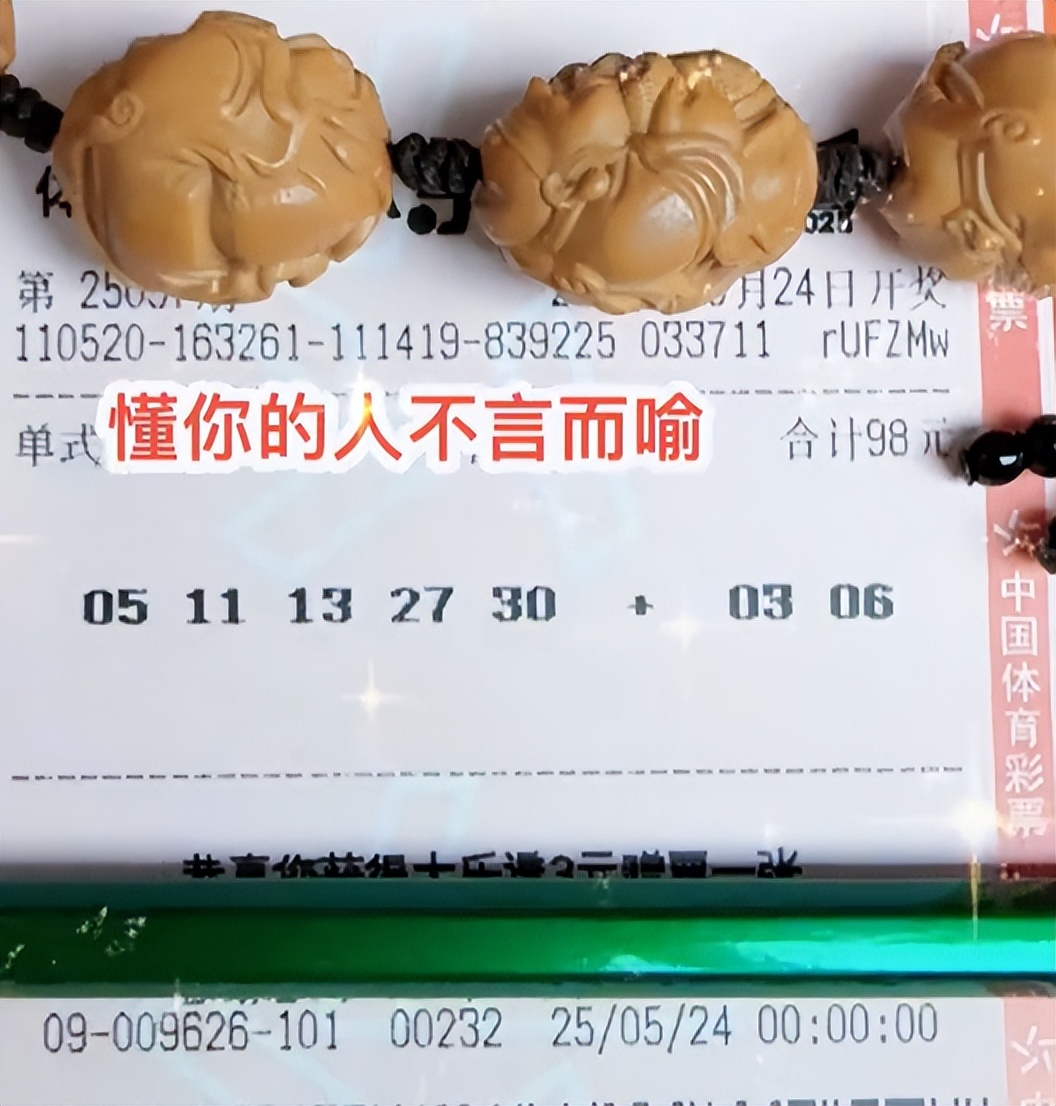 月24日开奖
110520-163261-111419-839225 033711 rUFZMw
懂你的人不言而喻
单式 合计98元
05 11 13 27 30 + 03 06
09-009626-101 00232 25/05/24 00:00:00
票
中国体育彩票